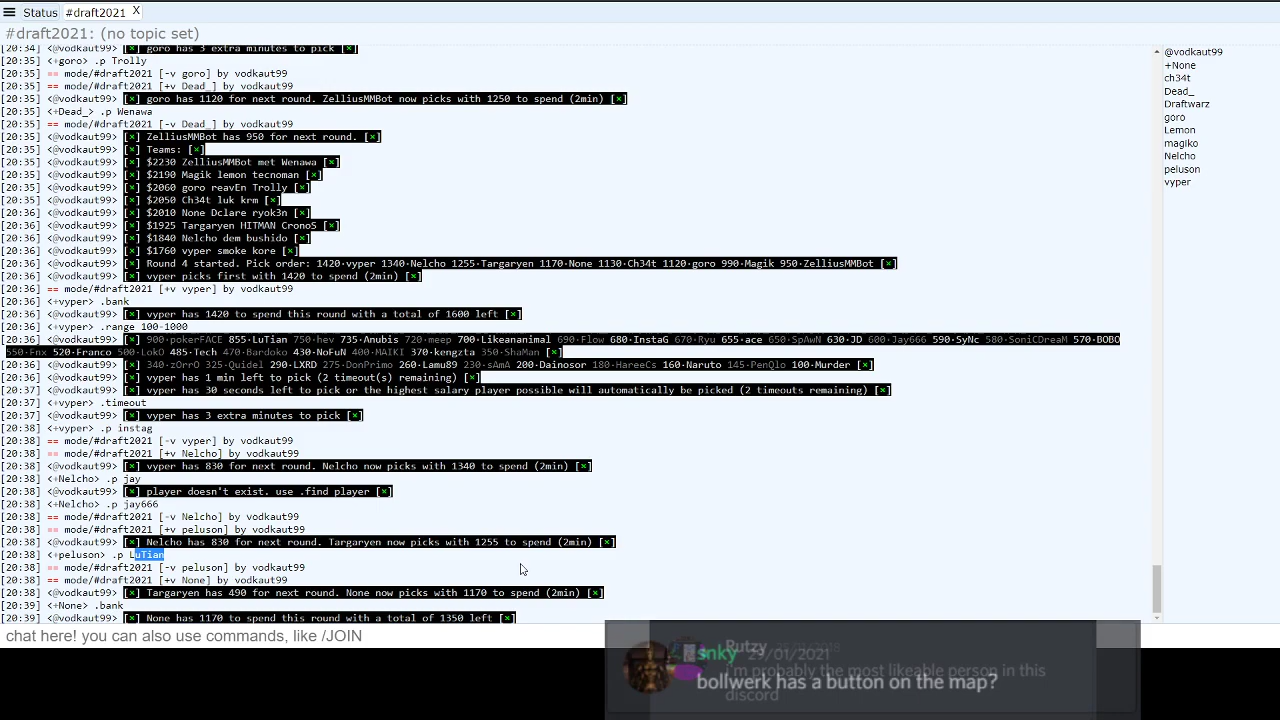 Status #draft2021 X
#draft2021: (no topic set)
[20:34] <@vodkaut99> [×] goro has 3 extra minutes to pick [×]
[20:35] <+goro> .p Trolly
[20:35] == mode/#draft2021 [-v goro] by vodkaut99
[20:35] == mode/#draft2021 [+v Dead_] by vodkaut99
[20:35] <@vodkaut99> [×] goro has 1120 for next round. ZelliusMMBot now picks with 1250 to spend (2min) [×]
[20:35] <+Dead_> .p Wenawa
[20:35] == mode/#draft2021 [-v Dead_] by vodkaut99
[20:35] <@vodkaut99> [×] ZelliusMMBot has 950 for next round. [×]
[20:36] <@vodkaut99> [×] Teams: [×]
[20:36] <@vodkaut99> [×] $2230 ZelliusMMBot met Wenawa [×]
[20:36] <@vodkaut99> [×] $2190 Magik lemon tecnoman [×]
[20:36] <@vodkaut99> [×] $2060 goro reavEn Trolly [×]
[20:36] <@vodkaut99> [×] $2050 Ch34t luk krm [×]
[20:36] <@vodkaut99> [×] $2010 None Dclare ryok3n [×]
[20:36] <@vodkaut99> [×] $1925 Targaryen HITMAN CronoS [×]
[20:36] <@vodkaut99> [×] $1840 Nelcho dem bushido [×]
[20:36] <@vodkaut99> [×] $1760 vyper smoke kore [×]
[20:36] <@vodkaut99> [×] Round 4 started. Pick order: 1420·vyper 1340·Nelcho 1255·Targaryen 1170·None 1130·Ch34t 1120·goro 990·Magik 950·ZelliusMMBot [×]
[20:36] <@vodkaut99> [×] vyper picks first with 1420 to spend (2min) [×]
[20:36] == mode/#draft2021 [+v vyper] by vodkaut99
[20:36] <+vyper> .bank
[20:36] <@vodkaut99> [×] vyper has 1420 to spend this round with a total of 1600 left [×]
[20:36] <+vyper> .range 100-1000
[20:36] <@vodkaut99> [×] 900·pokerFACE 855·LuTian 750·hev 735·Anubis 720·meep 700·Likeananimal 690·Flow 680·InstaG 670·Ryu 655·ace 650·SpAwN 630·JD 600·Jay666 590·SyNc 580·SoniCDreaM 570·BOBO
550·Fnx 520·Franco 500·LokO 485·Tech 470·Bardoko 430·NoFuN 400·MAIKI 370·kengzta 350·ShaMan [×]
[20:36] <@vodkaut99> [×] 340·zOrrO 325·Quidel 290·LXRD 275·DonPrimo 260·Lamu89 230·sAmA 200·Dainosor 180·HareeCs 160·Naruto 145·PenQlo 100·Murder [×]
[20:36] <@vodkaut99> [×] vyper has 1 min left to pick (2 timeout(s) remaining) [×]
[20:37] <@vodkaut99> [×] vyper has 30 seconds left to pick or the highest salary player possible will automatically be picked (2 timeouts remaining) [×]
[20:37] <+vyper> .timeout
[20:37] <@vodkaut99> [×] vyper has 3 extra minutes to pick [×]
[20:38] <+vyper> .p instag
[20:38] == mode/#draft2021 [-v vyper] by vodkaut99
[20:38] == mode/#draft2021 [+v Nelcho] by vodkaut99
[20:38] <@vodkaut99> [×] vyper has 830 for next round. Nelcho now picks with 1340 to spend (2min) [×]
[20:38] <+Nelcho> .p jay
[20:38] <@vodkaut99> [×] player doesn't exist. use .find player [×]
[20:38] <+Nelcho> .p jay666
[20:38] == mode/#draft2021 [-v Nelcho] by vodkaut99
[20:38] == mode/#draft2021 [+v peluson] by vodkaut99
[20:38] <@vodkaut99> [×] Nelcho has 830 for next round. Targaryen now picks with 1255 to spend (2min) [×]
[20:38] <+peluson> .p LuTian
[20:38] == mode/#draft2021 [-v peluson] by vodkaut99
[20:38] == mode/#draft2021 [+v None] by vodkaut99
[20:39] <@vodkaut99> [×] Targaryen has 490 for next round. None now picks with 1170 to spend (2min) [×]
[20:39] <+None> .bank
[20:39] <@vodkaut99> [×] None has 1170 to spend this round with a total of 1350 left [×]
chat here! you can also use commands, like /JOIN
@vodkaut99
+None
ch34t
Dead_
Draftwarz
goro
Lemon
magiko
Nelcho
peluson
vyper
Rutzy
snky 29/01/2021
i'm probably the most likeable person in this
bollwerk has a button on the map?
discord